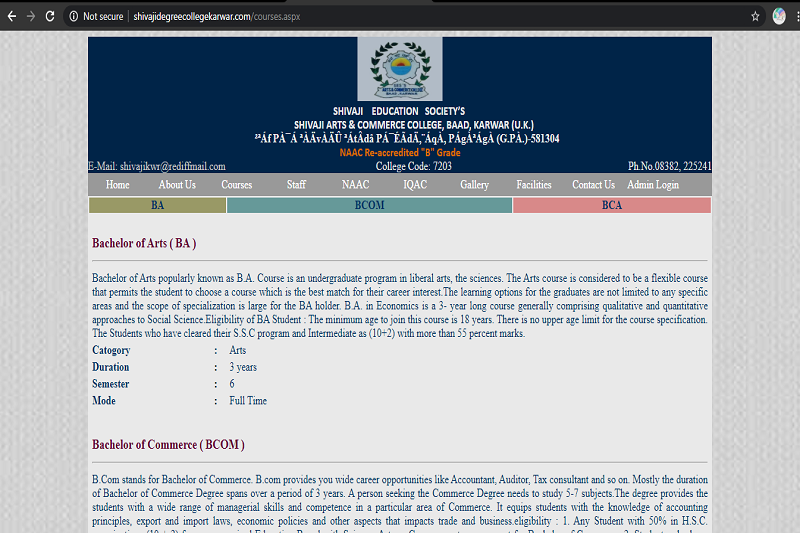 Not secure | shivajidegreecollegekarwar.com/courses.aspx
SHIVAJI EDUCATION SOCIETY'S
SHIVAJI ARTS & COMMERCE COLLEGE, BAAD, KARWAR (U.K.)
(G.PÀ.)-581304
NAAC Re-accredited "B" Grade
E-Mail: shivajikwr@rediffmail.com College Code: 7203 Ph.No.08382, 225241
Home About Us Courses Staff NAAC IQAC Gallery Facilities Contact Us Admin Login
BA BCOM BCA
Bachelor of Arts ( BA )
Bachelor of Arts popularly known as B.A. Course is an undergraduate program in liberal arts, the sciences. The Arts course is considered to be a flexible course
that permits the student to choose a course which is the best match for their career interest.The learning options for the graduates are not limited to any specific
areas and the scope of specialization is large for the BA holder. B.A. in Economics is a 3- year long course generally comprising qualitative and quantitative
approaches to Social Science.Eligibility of BA Student : The minimum age to join this course is 18 years. There is no upper age limit for the course specification.
The Students who have cleared their S.S.C program and Intermediate as (10+2) with more than 55 percent marks.
Catogory : Arts
Duration : 3 years
Semester : 6
Mode : Full Time
Bachelor of Commerce ( BCOM )
B.Com stands for Bachelor of Commerce. B.com provides you wide career opportunities like Accountant, Auditor, Tax consultant and so on. Mostly the duration
of Bachelor of Commerce Degree spans over a period of 3 years. A person seeking the Commerce Degree needs to study 5-7 subjects.The degree provides the
students with a wide range of managerial skills and competence in a particular area of Commerce. It equips students with the knowledge of accounting
principles, export and import laws, economic policies and other aspects that impacts trade and business.eligibility : 1. Any Student with 50% in H.S.C.